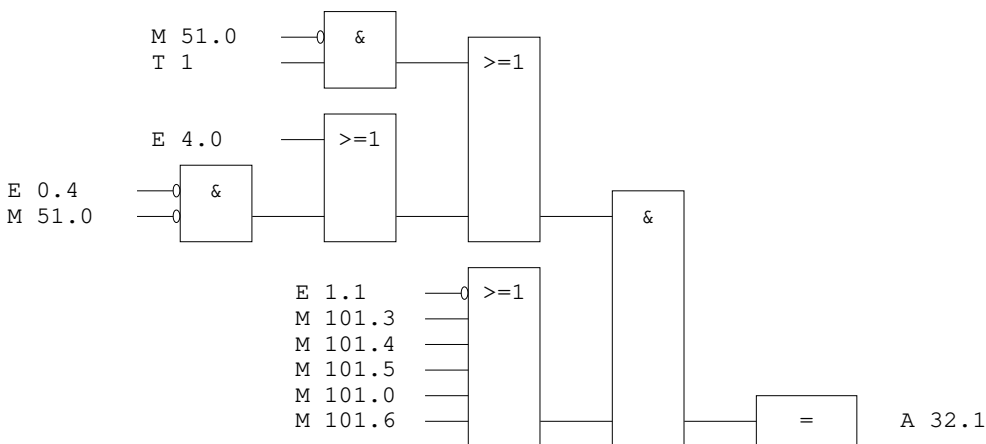 M 51.0 &
T 1 >=1
E 4.0 >=1
E 0.4 &
M 51.0 &
E 1.1 >=1
M 101.3
M 101.4
M 101.5
M 101.0
M 101.6 = A 32.1